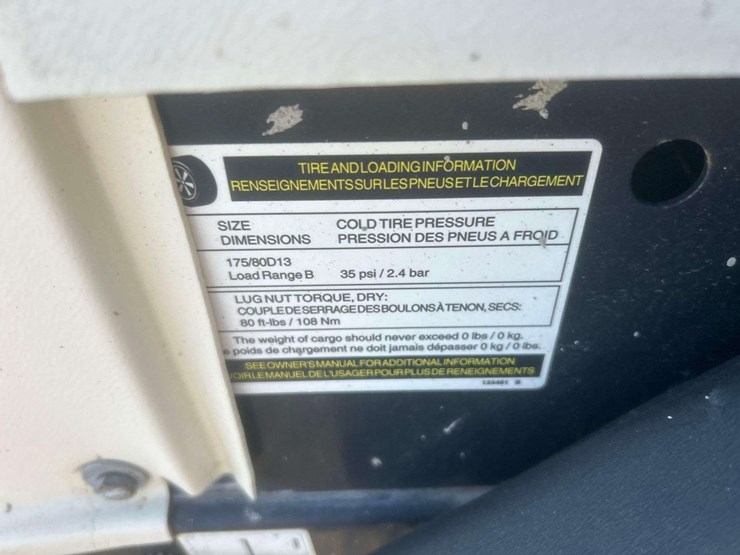 TIRE AND LOADING INFORMATION
RENSEIGNEMENTS SUR LES PNEUS ET LE CHARGEMENT
SIZE COLD TIRE PRESSURE
DIMENSIONS PRESSION DES PNEUS A FROID
175/80D13
Load Range B 35 psi / 2.4 bar
LUG NUT TORQUE, DRY:
COUPLE DE SERRAGE DES BOULONS À TENON, SECS:
80 ft-lbs / 108 Nm
The weight of cargo should never exceed 0 lbs / 0 kg.
e poids de chargement ne doit jamais dépasser 0 kg / 0 lbs.
SEE OWNER'S MANUAL FOR ADDITIONAL INFORMATION
VOIR LE MANUEL DE L'USAGER POUR PLUS DE RENEIGNEMENTS